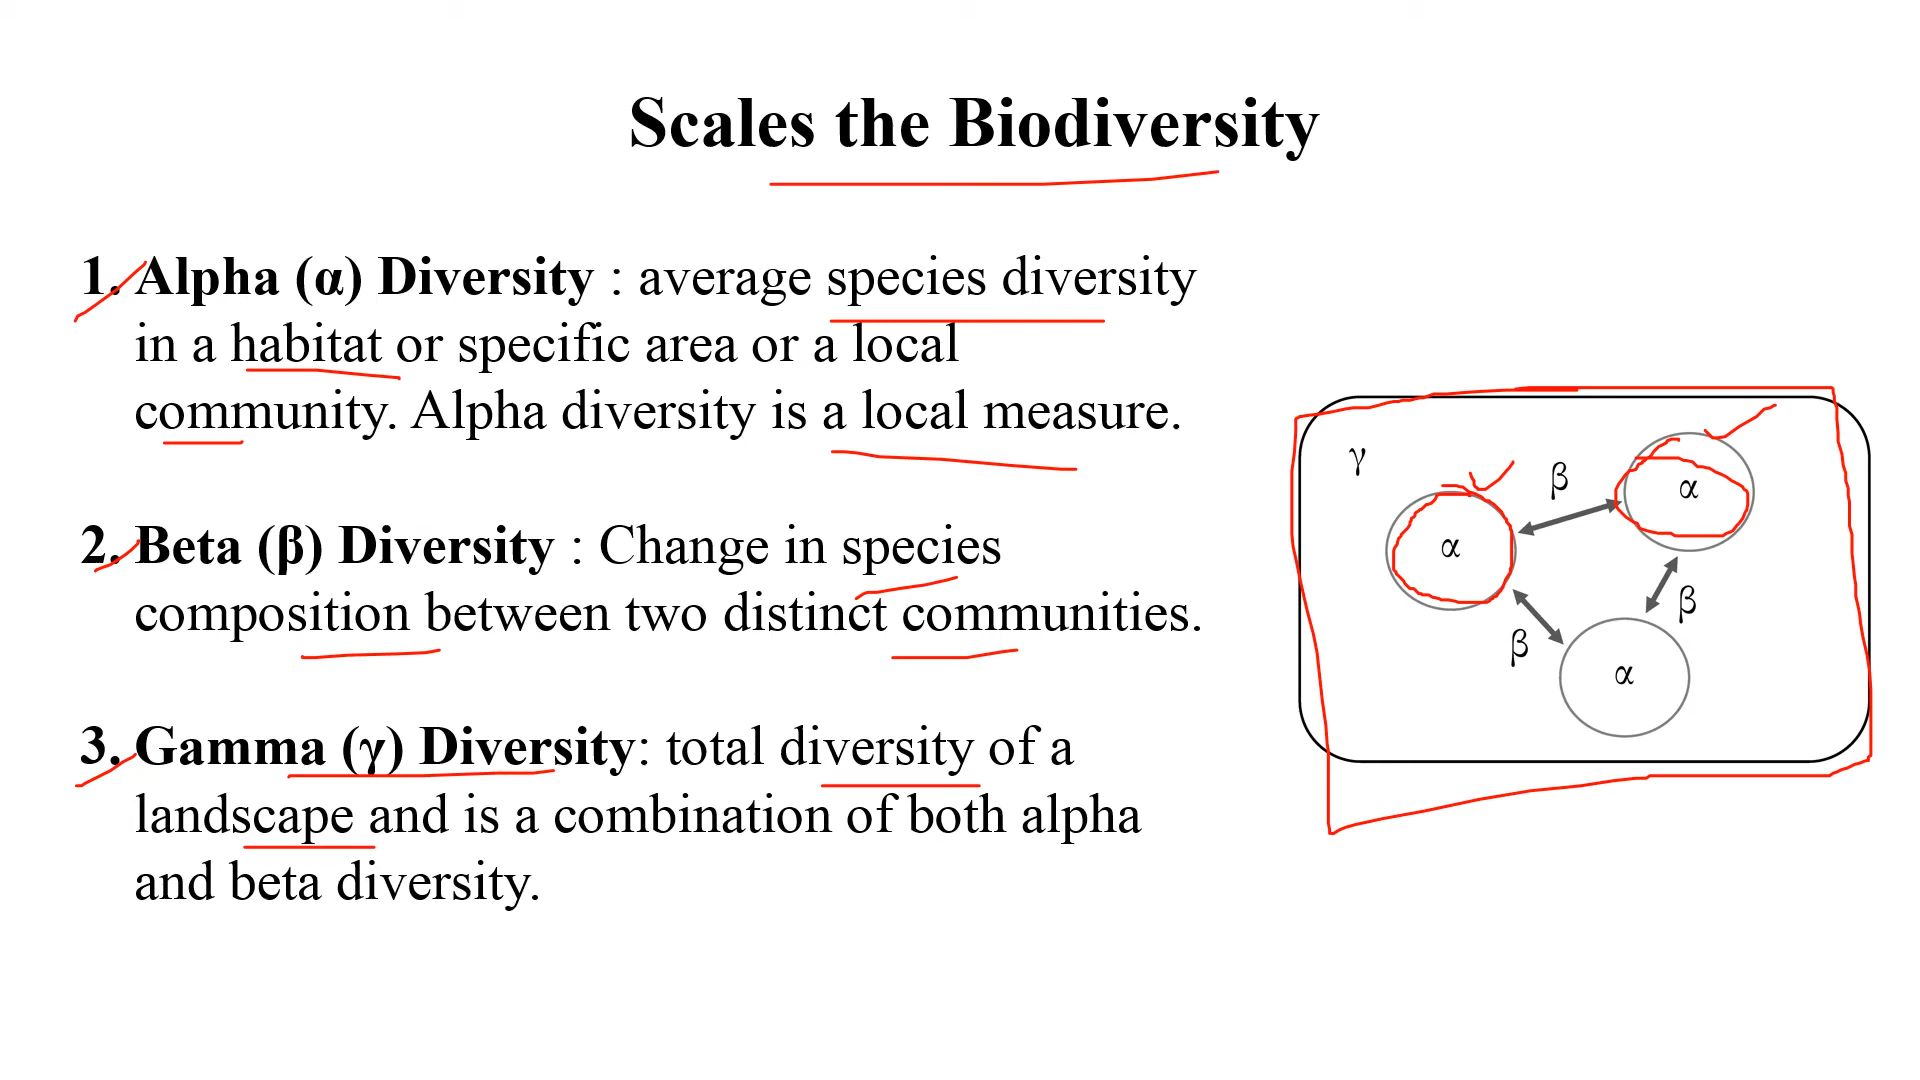 Scales the Biodiversity
1. Alpha (α) Diversity : average species diversity
in a habitat or specific area or a local
community. Alpha diversity is a local measure.
2. Beta (β) Diversity : Change in species
composition between two distinct communities.
3. Gamma (γ) Diversity: total diversity of a
landscape and is a combination of both alpha
and beta diversity.
γ
β
α
α
β
β
α